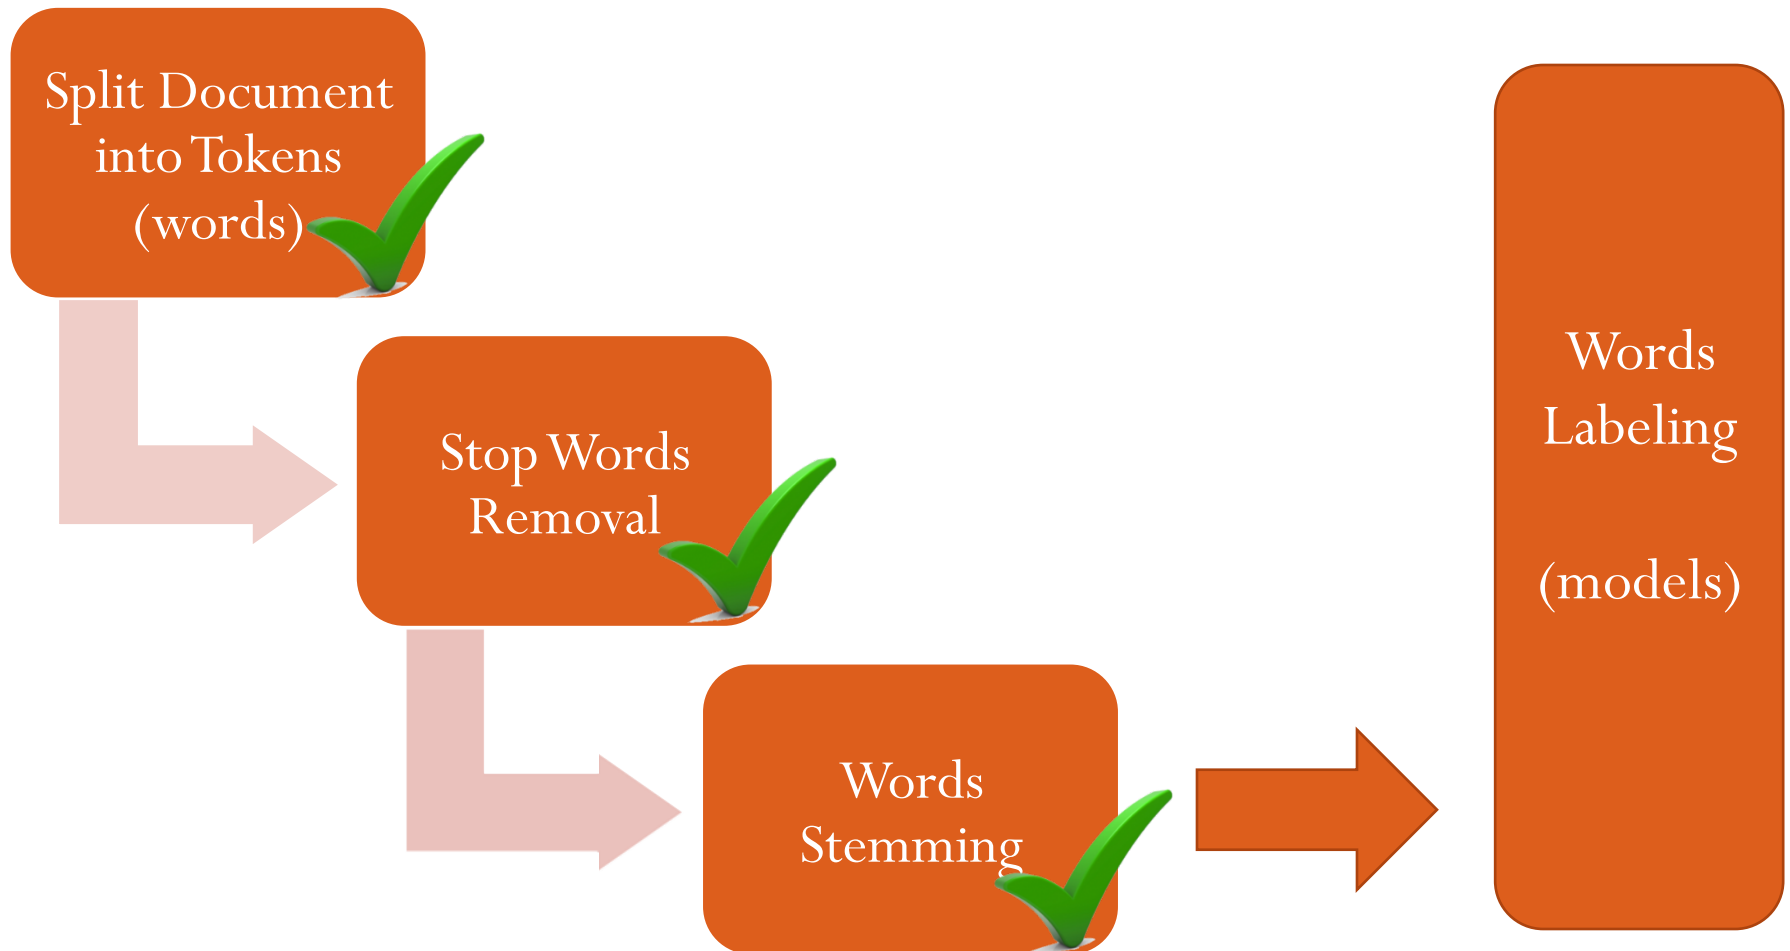 Split Document
into Tokens
(words)
Stop Words
Removal
Words
Stemming
Words
Labeling
(models)